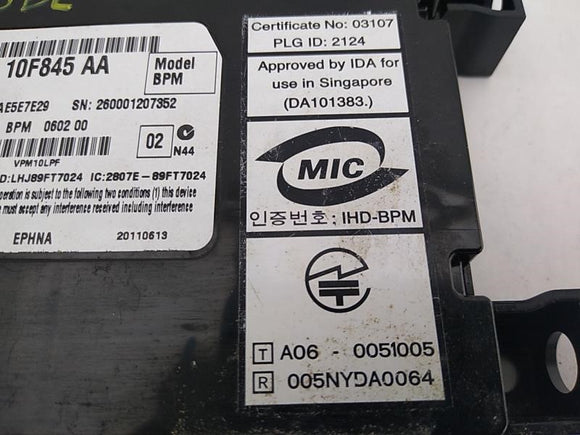 10F845 AA
Model
BPM
AE5E7E29 SN: 260001207352
BPM 0602 00
02
N44
VPM10LPF
D:LHJ89FT7024 IC:2807E-89FT7024
peration is subject to the following two conditions (1) this device
must accept any interference received including interference
EPHNA 20110613
Certificate No: 03107
PLG ID: 2124
Approved by IDA for
use in Singapore
(DA101383.)
MIC
인증번호: IHD-BPM
T A06 - 0051005
R 005NYDA0064